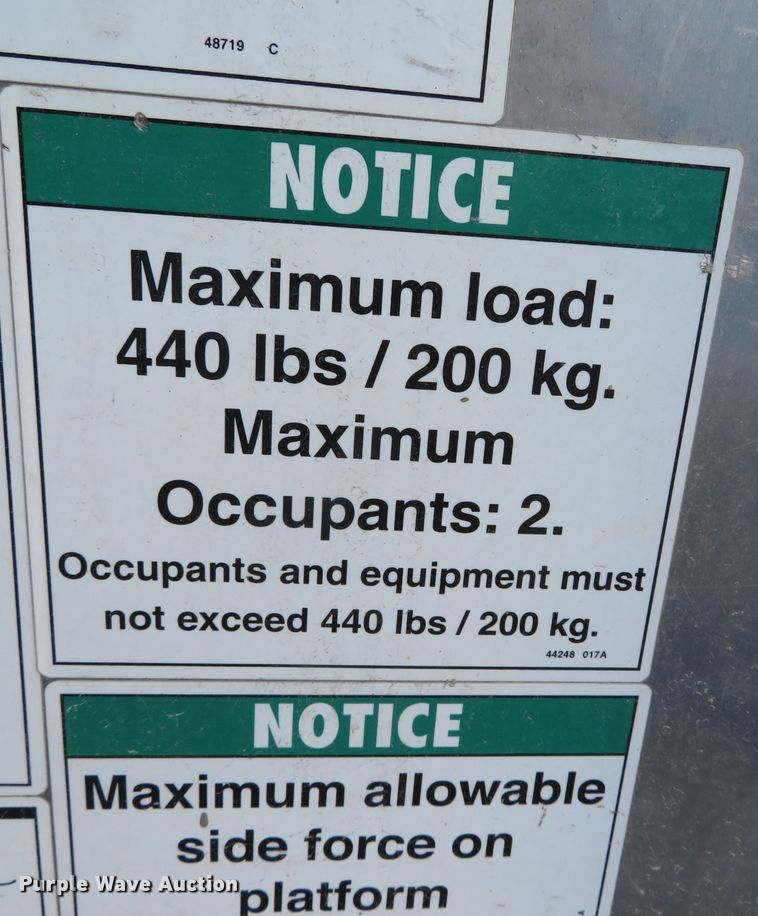 48719 C
NOTICE
Maximum load:
440 lbs / 200 kg.
Maximum
Occupants: 2.
Occupants and equipment must
not exceed 440 lbs / 200 kg.
44248 017A
NOTICE
Maximum allowable
side force on
platform
A
Purple Wave Auction